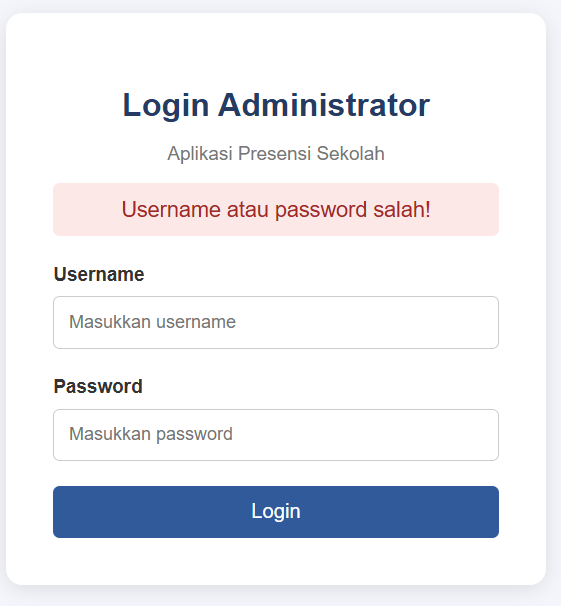 Login Administrator
Aplikasi Presensi Sekolah
Username atau password salah!
Username
Masukkan username
Password
Masukkan password
Login